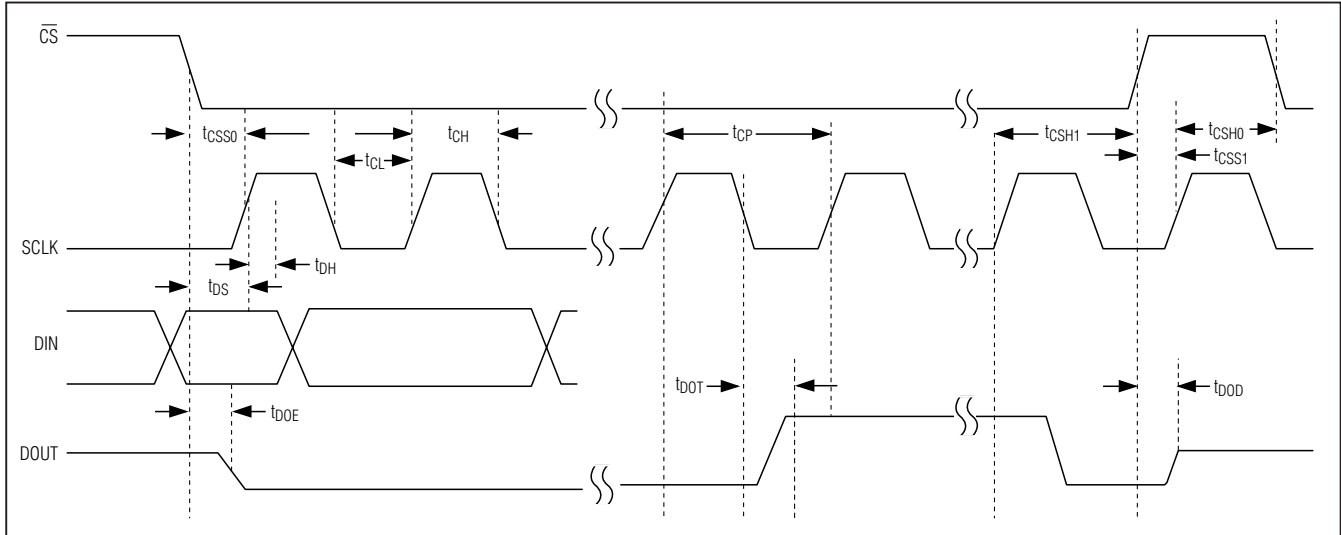 CS
tCSS0
tCH
tCL
tCP
tCSH1
tCSH0
tCSS1
SCLK
tDH
tDS
DIN
tDOT
tDOD
tDOE
DOUT